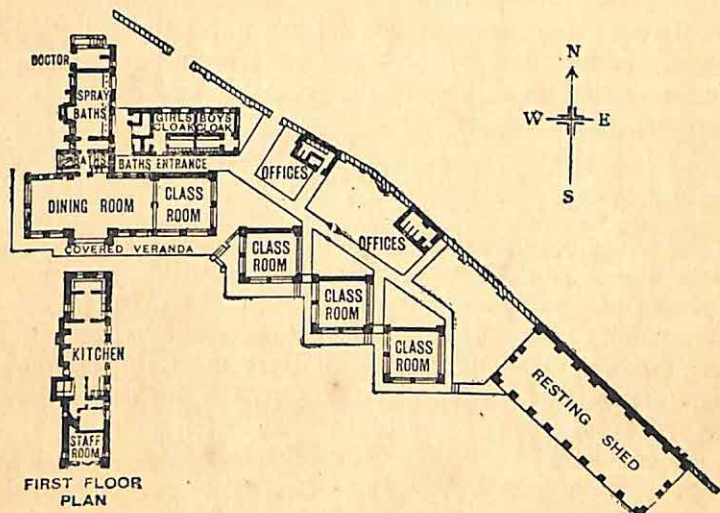 DOCTOR
SPRAY
BATHS
BATHS
GIRLS
CLOAK
BOYS
CLOAK
BATHS ENTRANCE
DINING ROOM
CLASS
ROOM
COVERED VERANDA
OFFICES
OFFICES
CLASS
ROOM
CLASS
ROOM
CLASS
ROOM
RESTING SHED
N
W E
S
KITCHEN
STAFF
ROOM
FIRST FLOOR
PLAN